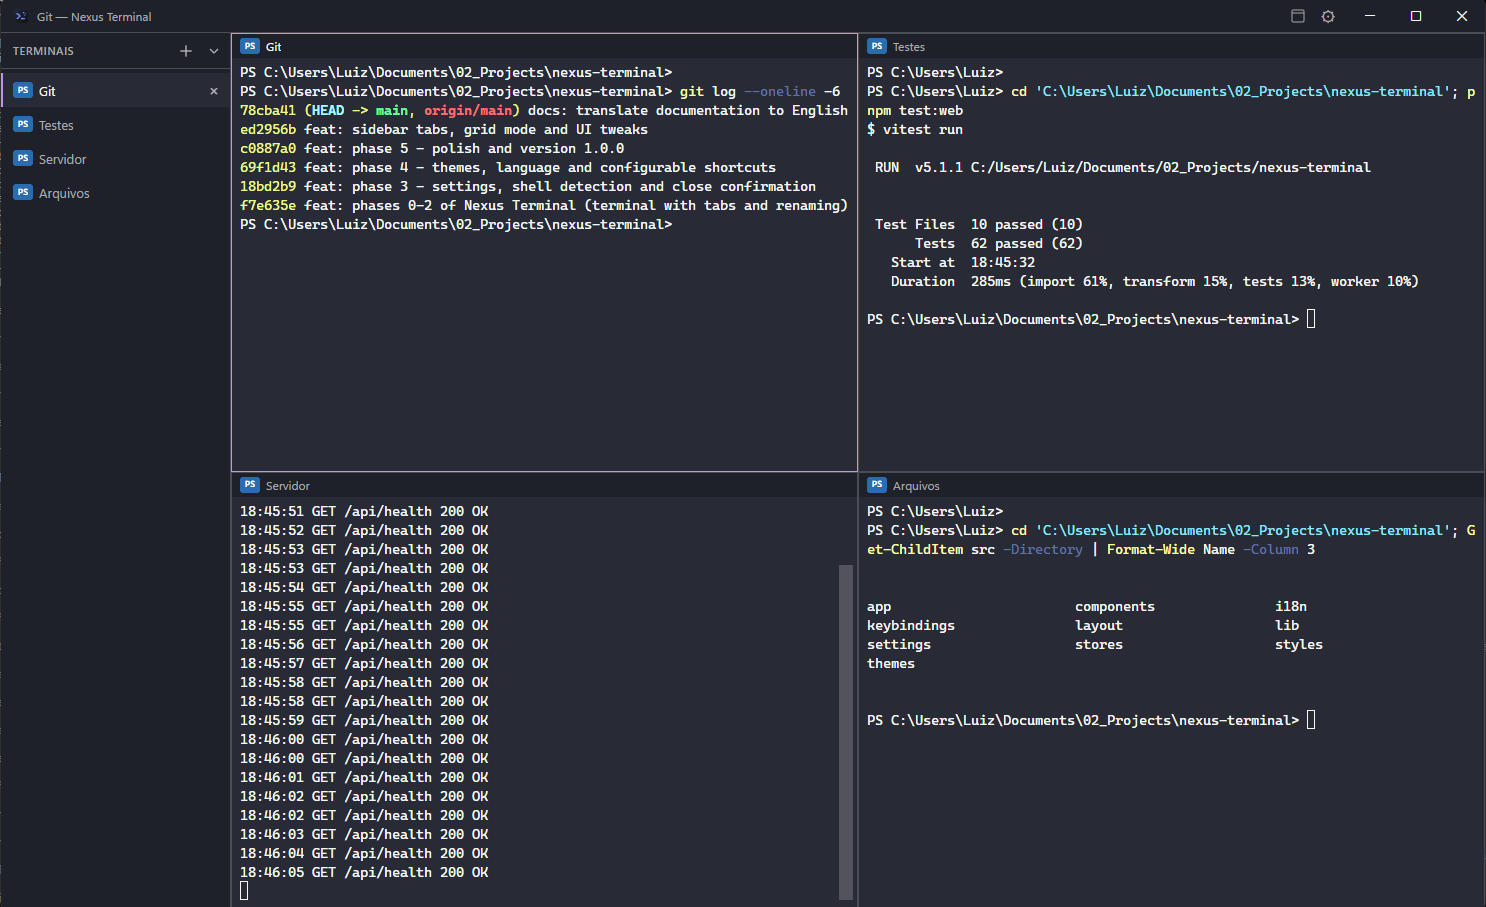 Git — Nexus Terminal
TERMINAIS
PS Git
PS Testes
PS Servidor
PS Arquivos
PS Git
PS C:\Users\Luiz\Documents\02_Projects\nexus-terminal>
PS C:\Users\Luiz\Documents\02_Projects\nexus-terminal> git log --oneline -6
78cba41 (HEAD -> main, origin/main) docs: translate documentation to English
ed2956b feat: sidebar tabs, grid mode and UI tweaks
c0887a0 feat: phase 5 - polish and version 1.0.0
69f1d43 feat: phase 4 - themes, language and configurable shortcuts
18bd2b9 feat: phase 3 - settings, shell detection and close confirmation
f7e635e feat: phases 0-2 of Nexus Terminal (terminal with tabs and renaming)
PS C:\Users\Luiz\Documents\02_Projects\nexus-terminal>
PS Testes
PS C:\Users\Luiz>
PS C:\Users\Luiz> cd 'C:\Users\Luiz\Documents\02_Projects\nexus-terminal'; p
npm test:web
$ vitest run
RUN  v5.1.1 C:/Users/Luiz/Documents/02_Projects/nexus-terminal
Test Files  10 passed (10)
Tests  62 passed (62)
Start at  18:45:32
Duration  285ms (import 61%, transform 15%, tests 13%, worker 10%)
PS C:\Users\Luiz\Documents\02_Projects\nexus-terminal>
PS Servidor
18:45:51 GET /api/health 200 OK
18:45:52 GET /api/health 200 OK
18:45:53 GET /api/health 200 OK
18:45:53 GET /api/health 200 OK
18:45:54 GET /api/health 200 OK
18:45:55 GET /api/health 200 OK
18:45:55 GET /api/health 200 OK
18:45:56 GET /api/health 200 OK
18:45:57 GET /api/health 200 OK
18:45:58 GET /api/health 200 OK
18:45:58 GET /api/health 200 OK
18:45:59 GET /api/health 200 OK
18:46:00 GET /api/health 200 OK
18:46:00 GET /api/health 200 OK
18:46:01 GET /api/health 200 OK
18:46:02 GET /api/health 200 OK
18:46:02 GET /api/health 200 OK
18:46:03 GET /api/health 200 OK
18:46:04 GET /api/health 200 OK
18:46:05 GET /api/health 200 OK
PS Arquivos
PS C:\Users\Luiz>
PS C:\Users\Luiz> cd 'C:\Users\Luiz\Documents\02_Projects\nexus-terminal'; G
et-ChildItem src -Directory | Format-Wide Name -Column 3
app components i18n
keybindings layout lib
settings stores styles
themes
PS C:\Users\Luiz\Documents\02_Projects\nexus-terminal>